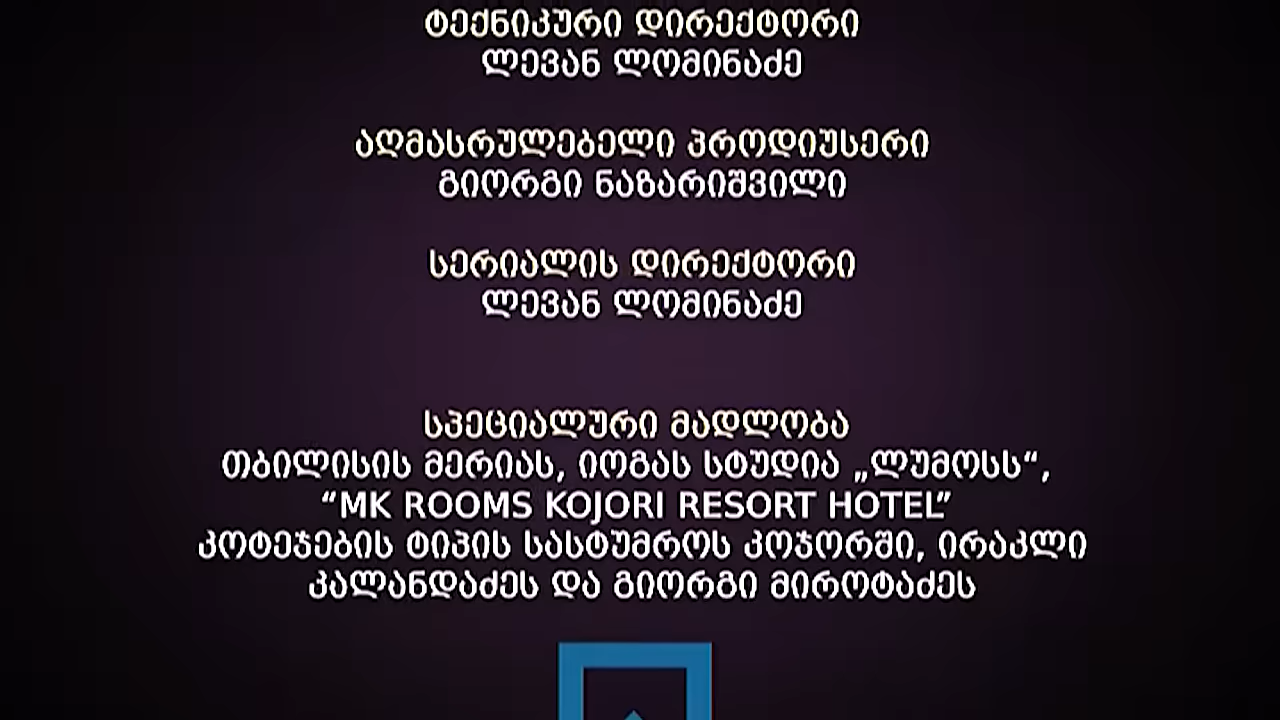 ტექნიკური დირექტორი
ლევან ლომინაძე
აღმასრულებელი პროდიუსერი
გიორგი ნაზარიშვილი
სერიალის დირექტორი
ლევან ლომინაძე
სპეციალური მადლობა
თბილისის მერიას, იოგას სტუდია „ლუმოსს“,
“MK ROOMS KOJORI RESORT HOTEL”
კოტეჯების ტიპის სასტუმროს კოჯორში, ირაკლი
კალანდაძეს და გიორგი მიროტაძეს